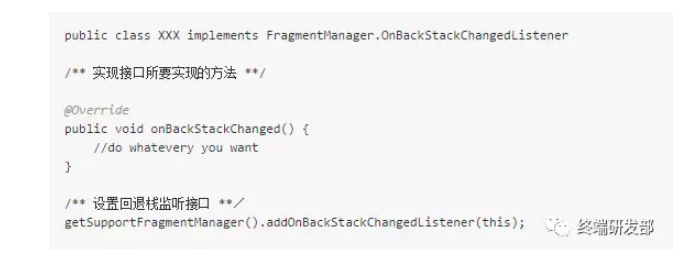 public class XXX implements FragmentManager.OnBackStackChangedListener
/** 实现接口所要实现的方法 **/
@Override
public void onBackStackChanged() {
//do whatevery you want
}
/** 设置回退栈监听接口 **／
getSupportFragmentManager().addOnBackStackChangedListener(this);
终端研发部